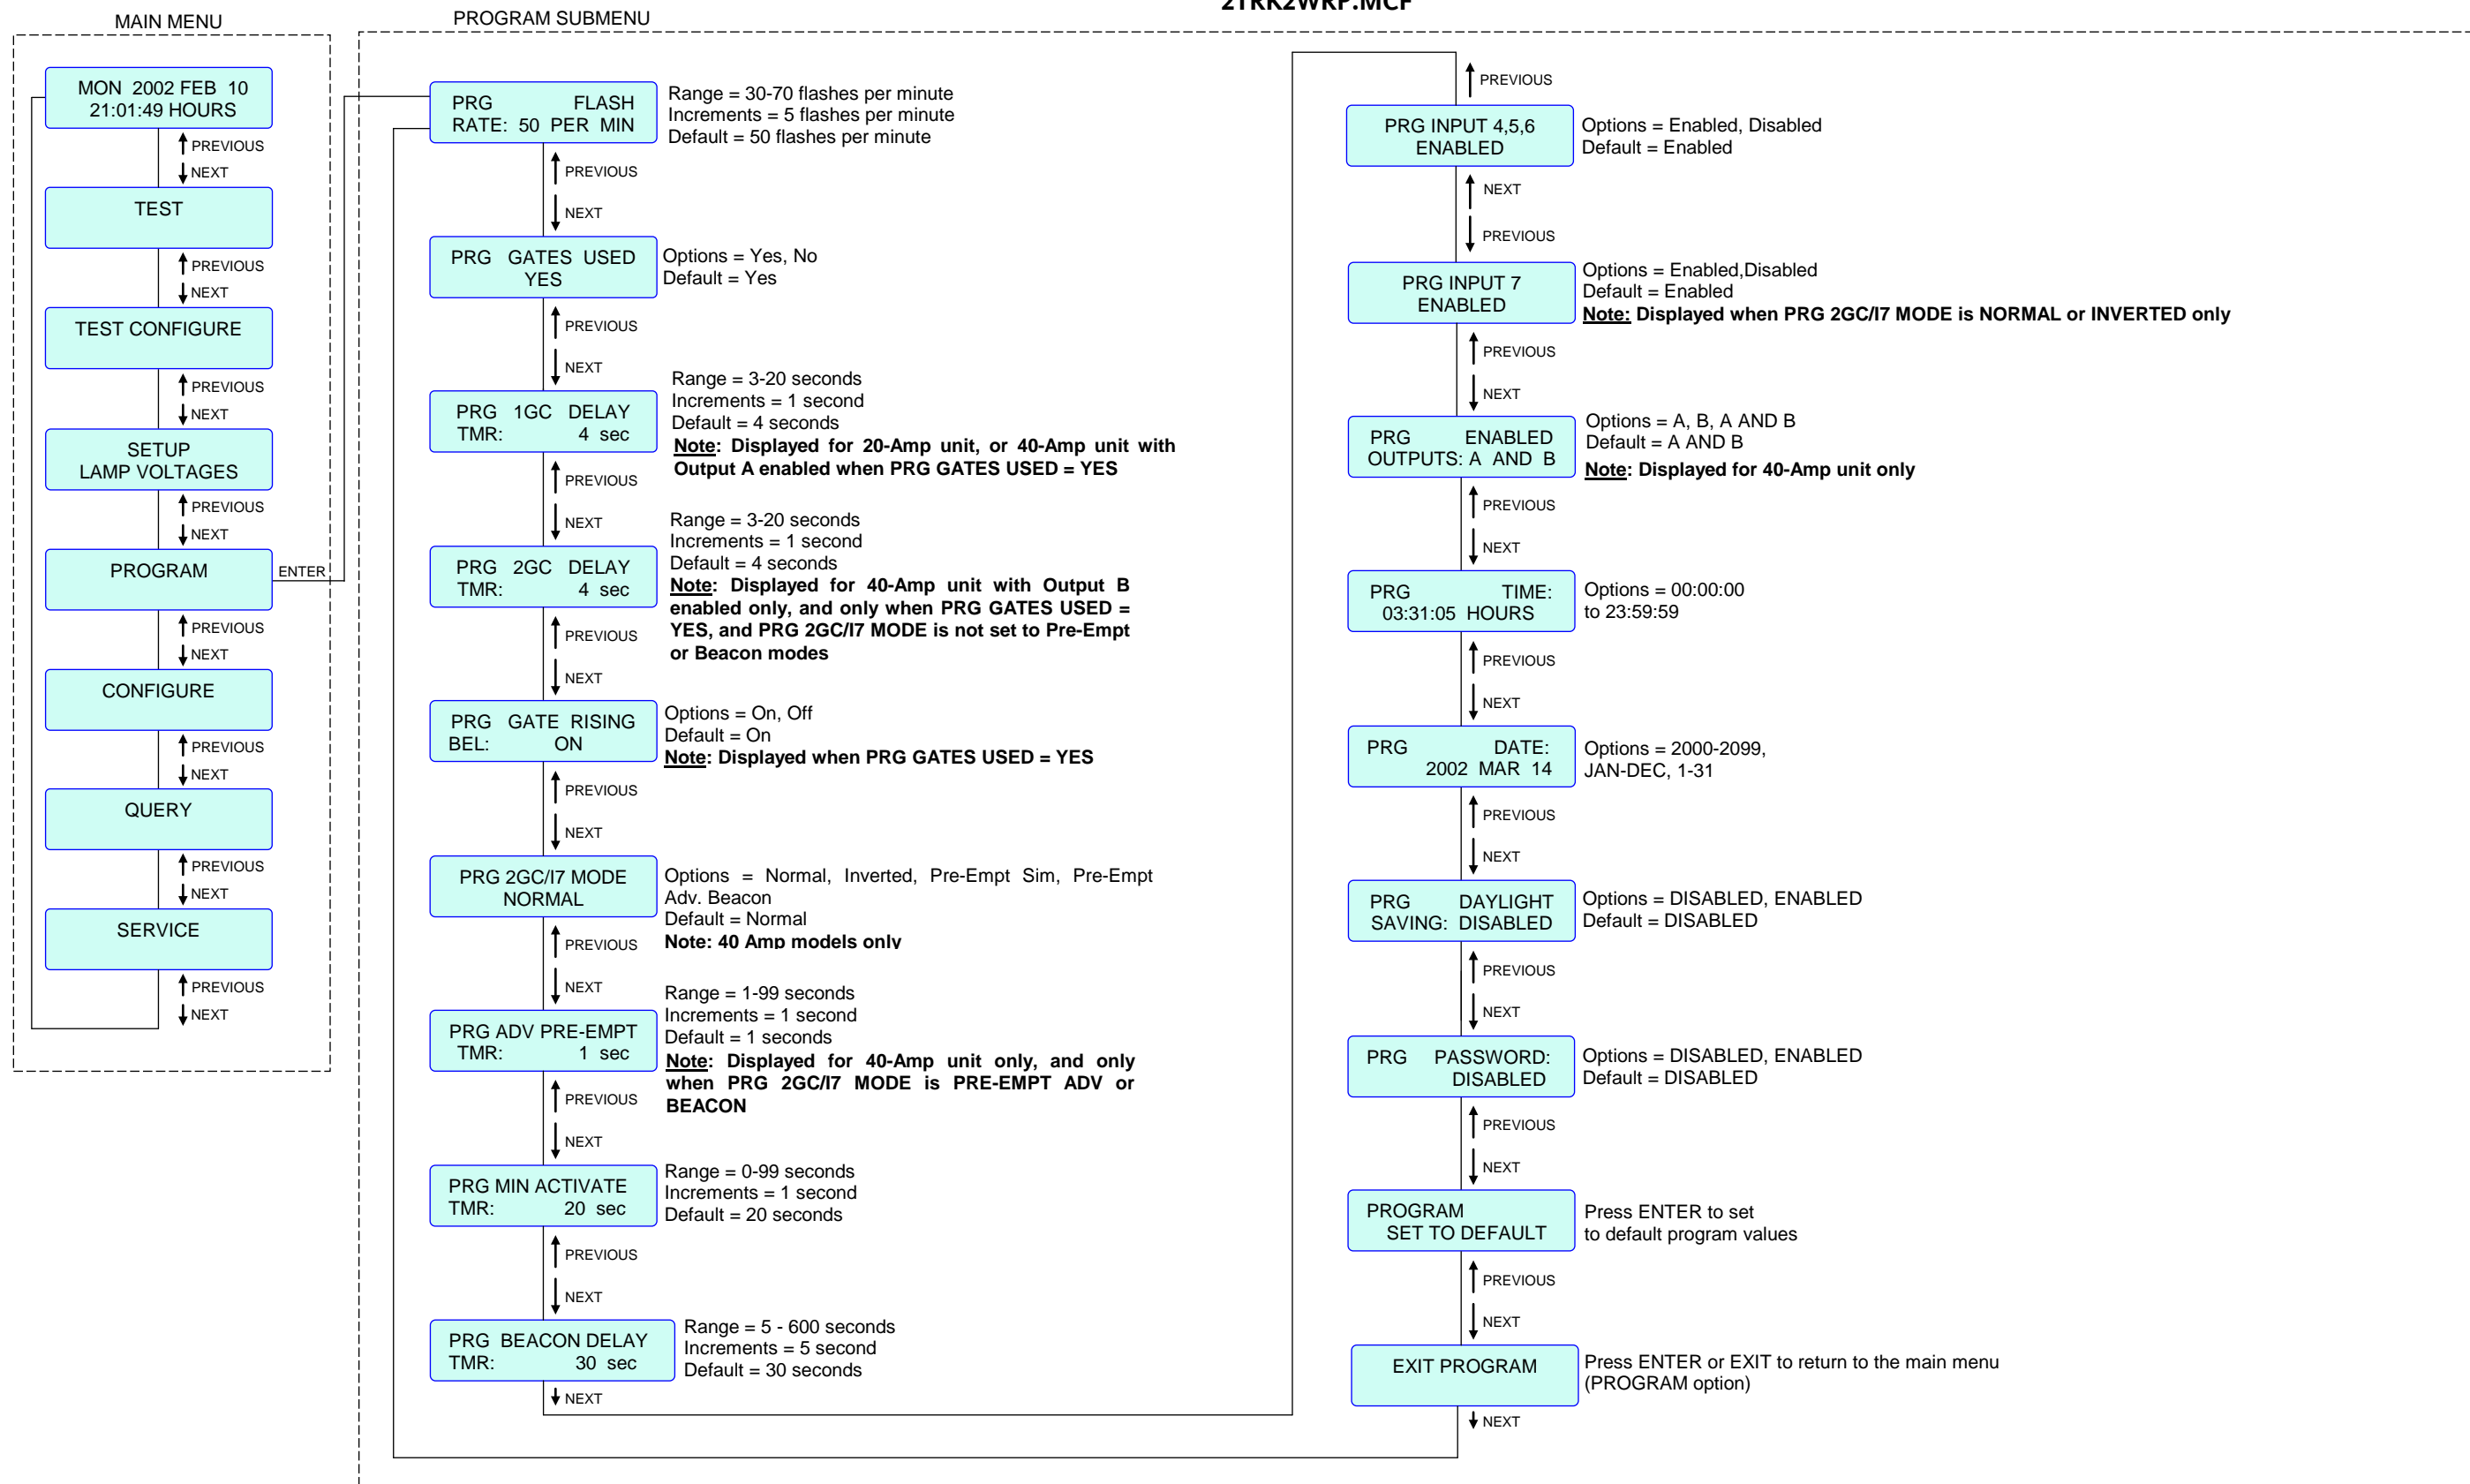 2TRK2WRP.MCF
MAIN MENU
MON 2002 FEB 10
21:01:49 HOURS
PREVIOUS
NEXT
TEST
PREVIOUS
NEXT
TEST CONFIGURE
PREVIOUS
NEXT
SETUP
LAMP VOLTAGES
PREVIOUS
NEXT
PROGRAM
ENTER
PREVIOUS
NEXT
CONFIGURE
PREVIOUS
NEXT
QUERY
PREVIOUS
NEXT
SERVICE
PREVIOUS
NEXT
PROGRAM SUBMENU
PRG FLASH
RATE: 50 PER MIN
Range = 30-70 flashes per minute
Increments = 5 flashes per minute
Default = 50 flashes per minute
PREVIOUS
NEXT
PRG GATES USED
YES
Options = Yes, No
Default = Yes
PREVIOUS
NEXT
PRG 1GC DELAY
TMR: 4 sec
Range = 3-20 seconds
Increments = 1 second
Default = 4 seconds
Note: Displayed for 20-Amp unit, or 40-Amp unit with
Output A enabled when PRG GATES USED = YES
PREVIOUS
NEXT
PRG 2GC DELAY
TMR: 4 sec
Range = 3-20 seconds
Increments = 1 second
Default = 4 seconds
Note: Displayed for 40-Amp unit with Output B
enabled only, and only when PRG GATES USED =
YES, and PRG 2GC/I7 MODE is not set to Pre-Empt
or Beacon modes
PREVIOUS
NEXT
PRG GATE RISING
BEL: ON
Options = On, Off
Default = On
Note: Displayed when PRG GATES USED = YES
PREVIOUS
NEXT
PRG 2GC/I7 MODE
NORMAL
Options = Normal, Inverted, Pre-Empt Sim, Pre-Empt
Adv. Beacon
Default = Normal
Note: 40 Amp models only
PREVIOUS
NEXT
PRG ADV PRE-EMPT
TMR: 1 sec
Range = 1-99 seconds
Increments = 1 second
Default = 1 seconds
Note: Displayed for 40-Amp unit only, and only
when PRG 2GC/I7 MODE is PRE-EMPT ADV or
BEACON
PREVIOUS
NEXT
PRG MIN ACTIVATE
TMR: 20 sec
Range = 0-99 seconds
Increments = 1 second
Default = 20 seconds
PREVIOUS
NEXT
PRG BEACON DELAY
TMR: 30 sec
Range = 5 - 600 seconds
Increments = 5 second
Default = 30 seconds
NEXT
PREVIOUS
PRG INPUT 4,5,6
ENABLED
Options = Enabled, Disabled
Default = Enabled
NEXT
PREVIOUS
PRG INPUT 7
ENABLED
Options = Enabled,Disabled
Default = Enabled
Note: Displayed when PRG 2GC/I7 MODE is NORMAL or INVERTED only
PREVIOUS
NEXT
PRG ENABLED
OUTPUTS: A AND B
Options = A, B, A AND B
Default = A AND B
Note: Displayed for 40-Amp unit only
PREVIOUS
NEXT
PRG TIME:
03:31:05 HOURS
Options = 00:00:00
to 23:59:59
PREVIOUS
NEXT
PRG DATE:
2002 MAR 14
Options = 2000-2099,
JAN-DEC, 1-31
PREVIOUS
NEXT
PRG DAYLIGHT
SAVING: DISABLED
Options = DISABLED, ENABLED
Default = DISABLED
PREVIOUS
NEXT
PRG PASSWORD:
DISABLED
Options = DISABLED, ENABLED
Default = DISABLED
PREVIOUS
NEXT
PROGRAM
SET TO DEFAULT
Press ENTER to set
to default program values
PREVIOUS
NEXT
EXIT PROGRAM
Press ENTER or EXIT to return to the main menu
(PROGRAM option)
NEXT